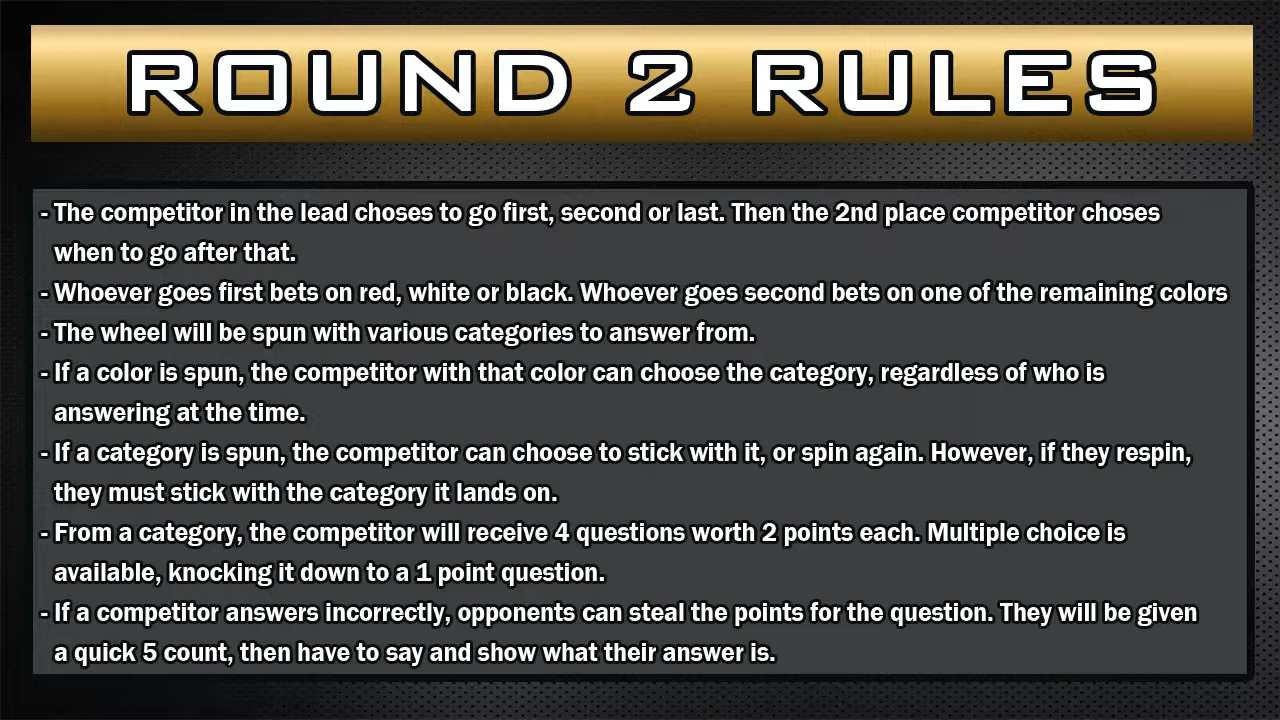 ROUND 2 RULES
- The competitor in the lead choses to go first, second or last. Then the 2nd place competitor choses
when to go after that.
- Whoever goes first bets on red, white or black. Whoever goes second bets on one of the remaining colors
- The wheel will be spun with various categories to answer from.
- If a color is spun, the competitor with that color can choose the category, regardless of who is
answering at the time.
- If a category is spun, the competitor can choose to stick with it, or spin again. However, if they respin,
they must stick with the category it lands on.
- From a category, the competitor will receive 4 questions worth 2 points each. Multiple choice is
available, knocking it down to a 1 point question.
- If a competitor answers incorrectly, opponents can steal the points for the question. They will be given
a quick 5 count, then have to say and show what their answer is.